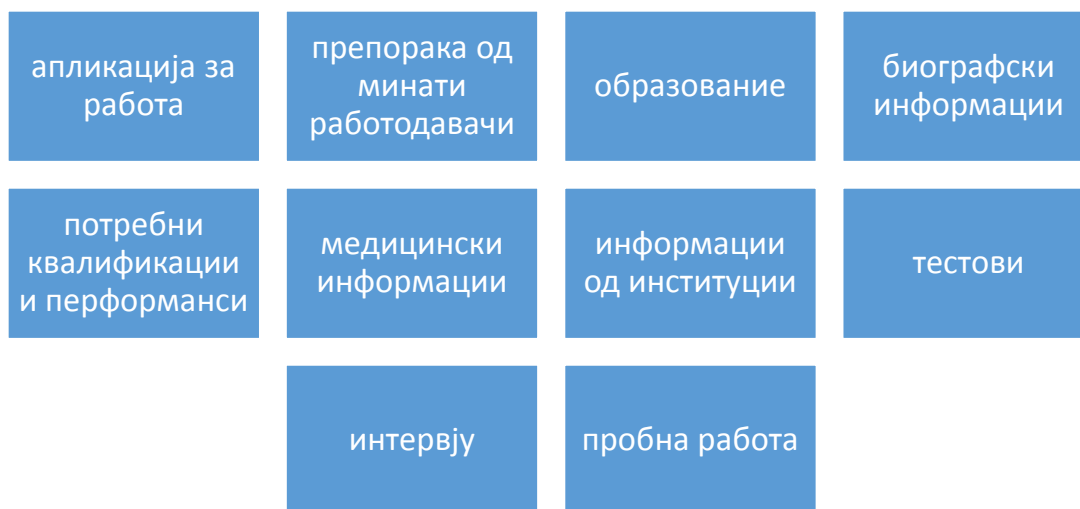 апликација за
работа
препорака од
минати
работодавачи
образование
биографски
информации
потребни
квалификации
и перформанси
медицински
информации
информации
од институции
тестови
интервју
пробна работа